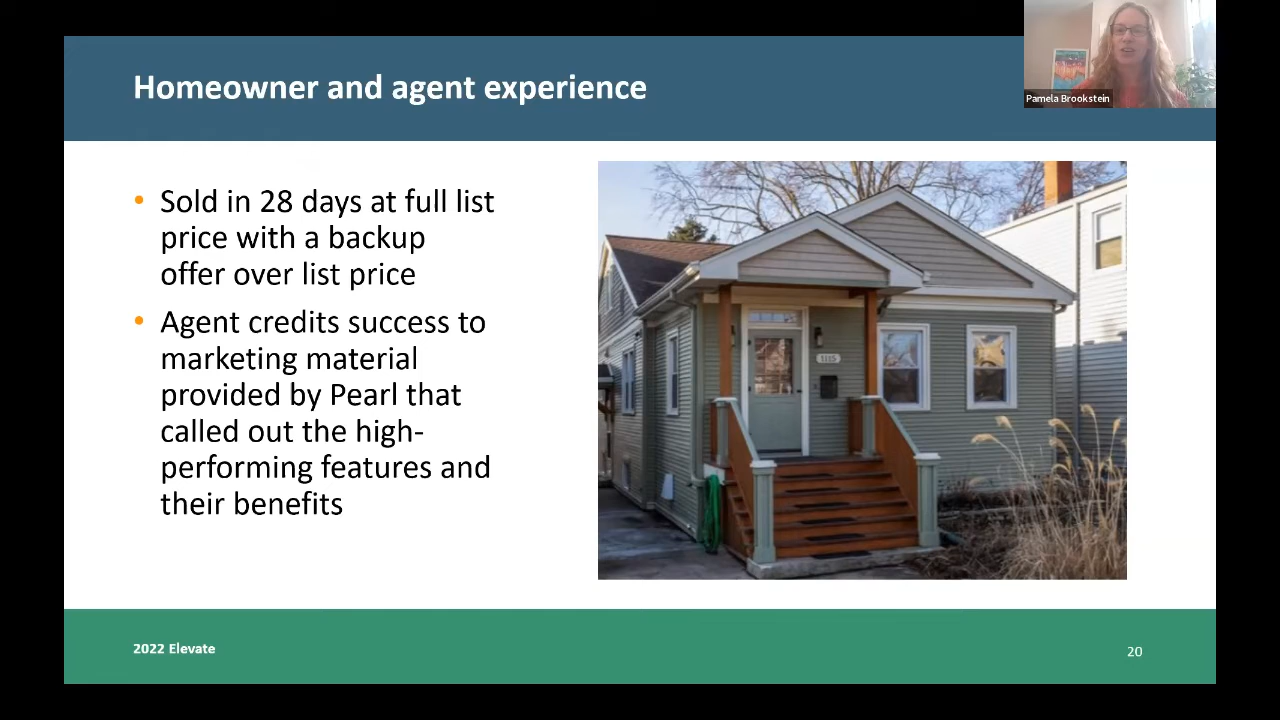 Homeowner and agent experience
Pamela Brookstein
• Sold in 28 days at full list
price with a backup
offer over list price
• Agent credits success to
marketing material
provided by Pearl that
called out the high-
performing features and
their benefits
1115
2022 Elevate
20